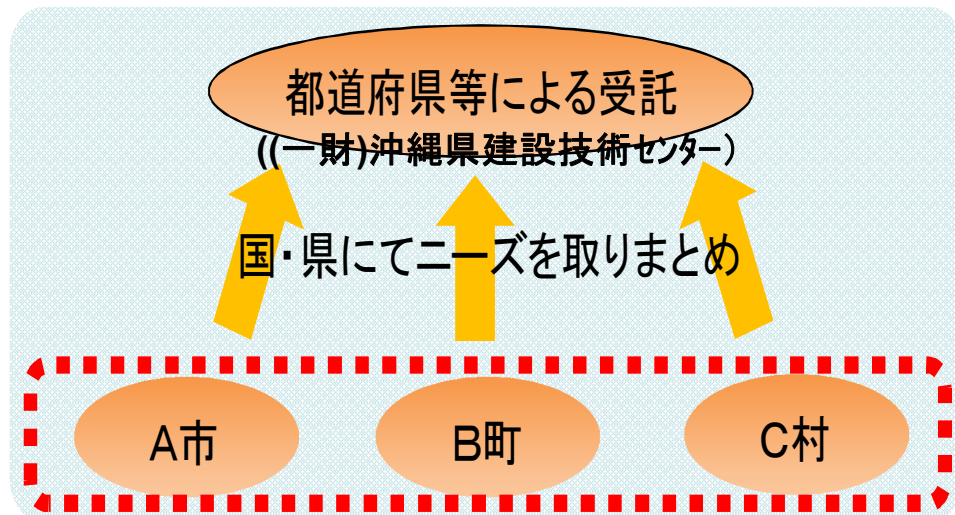 都道府県等による受託
((一財)沖縄県建設技術センター)
国・県にてニーズを取りまとめ
A市
B町
C村